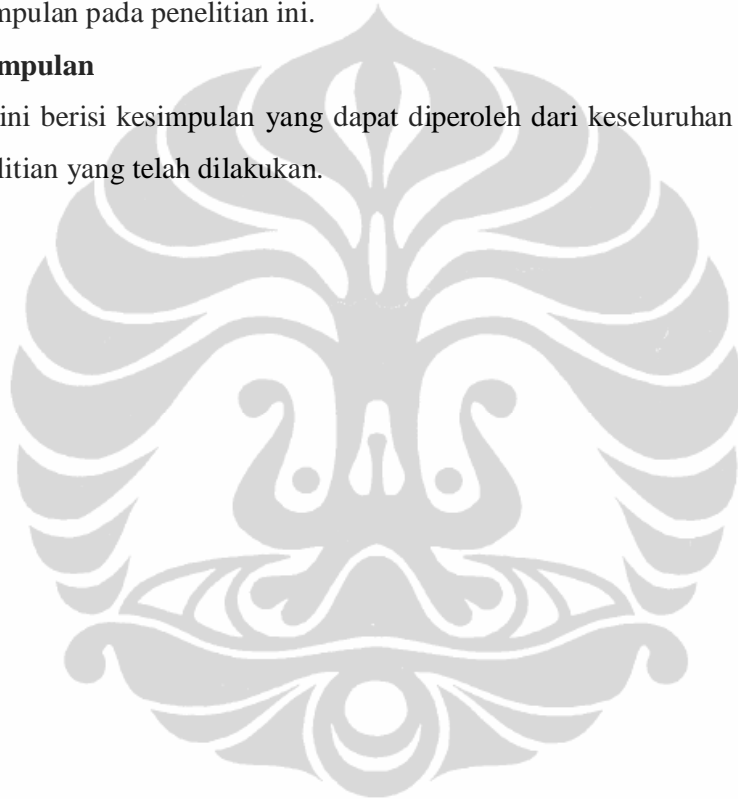 mpulan pada penelitian ini.
mpulan
ini berisi kesimpulan yang dapat diperoleh dari keseluruhan
litian yang telah dilakukan.